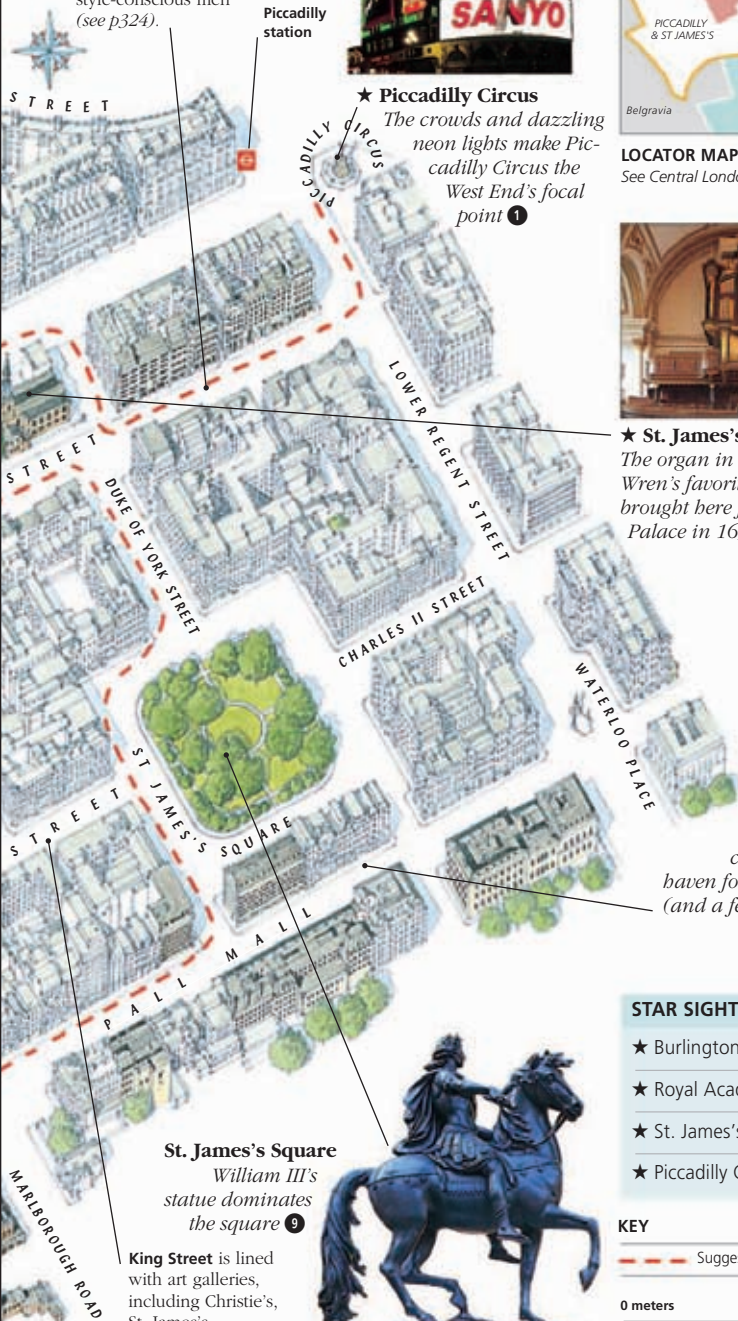 style-conscious men
(see p324).
Piccadilly
station
SANYO
PICCADILLY
& ST JAMES'S
Belgravia
LOCATOR MAP
See Central Londo
★ Piccadilly Circus
The crowds and dazzling
neon lights make Pic-
cadilly Circus the
West End's focal
point 1
STREET
PICCADILLY CIRCUS
★ St. James's
The organ in
Wren's favori
brought here
Palace in 16
LOWER REGENT STREET
STREET
DUKE OF YORK STREET
CHARLES II STREET
WATERLOO PLACE
ST JAMES'S SQUARE
STREET
haven fo
(and a fe
PALL MALL
STAR SIGHT
★ Burlington
★ Royal Aca
★ St. James's
★ Piccadilly C
St. James's Square
William III's
statue dominates
the square 9
MARLBOROUGH ROAD
King Street is lined
with art galleries,
including Christie's,
St. James's
KEY
Sugge
0 meters